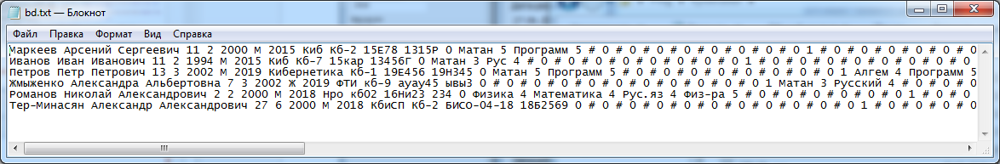 bd.txt — Блокнот
Файл Правка Формат Вид Справка
Маркеев Арсений Сергеевич 11 2 2000 М 2015 Киб Кб-2 15Е78 1315Р 0 Матан 5 Программ 5 # 0 # 0 # 0 # 0 # 0 # 0 # 0 # 0 1 # 0 # 0 # 0 # 0 # 0 # 0
Иванов Иван Иванович 11 2 1994 М 2015 Киб Кб-7 15кар 13456Г 0 Матан 3 Рус 4 # 0 # 0 # 0 # 0 # 0 # 0 # 0 # 0 1 # 0 # 0 # 0 # 0 # 0 # 0 # 0 # 0
Петров Петр Петрович 13 3 2002 М 2019 Кибернетика Кб-1 19Е456 19Н345 0 Матан 5 Программ 5 # 0 # 0 # 0 # 0 # 0 # 0 # 0 # 0 1 Алгем 4 Программ 5
Жмыженко Александра Альбертовна 7 3 2002 Ж 2019 ФТИ кб-9 ауау45 ывы3 0 # 0 # 0 # 0 # 0 # 0 # 0 # 0 # 0 # 0 # 0 1 Матан 3 Русский 4 # 0 # 0 # 0
Романов Николай Александрович 2 2 2000 М 2018 Нро кб02 16Ни23 234 0 Физика 4 Математика 4 Рус.яз 4 Физ-ра 5 # 0 # 0 # 0 # 0 # 0 # 0 1 # 0 # 0
Тер-Минасян Александр Александрович 27 6 2000 М 2018 КбиСП Кб-2 БИСО-04-18 18Б2569 0 # 0 # 0 # 0 # 0 # 0 # 0 # 0 # 0 # 0 # 0 1 # 0 # 0 # 0 # 0